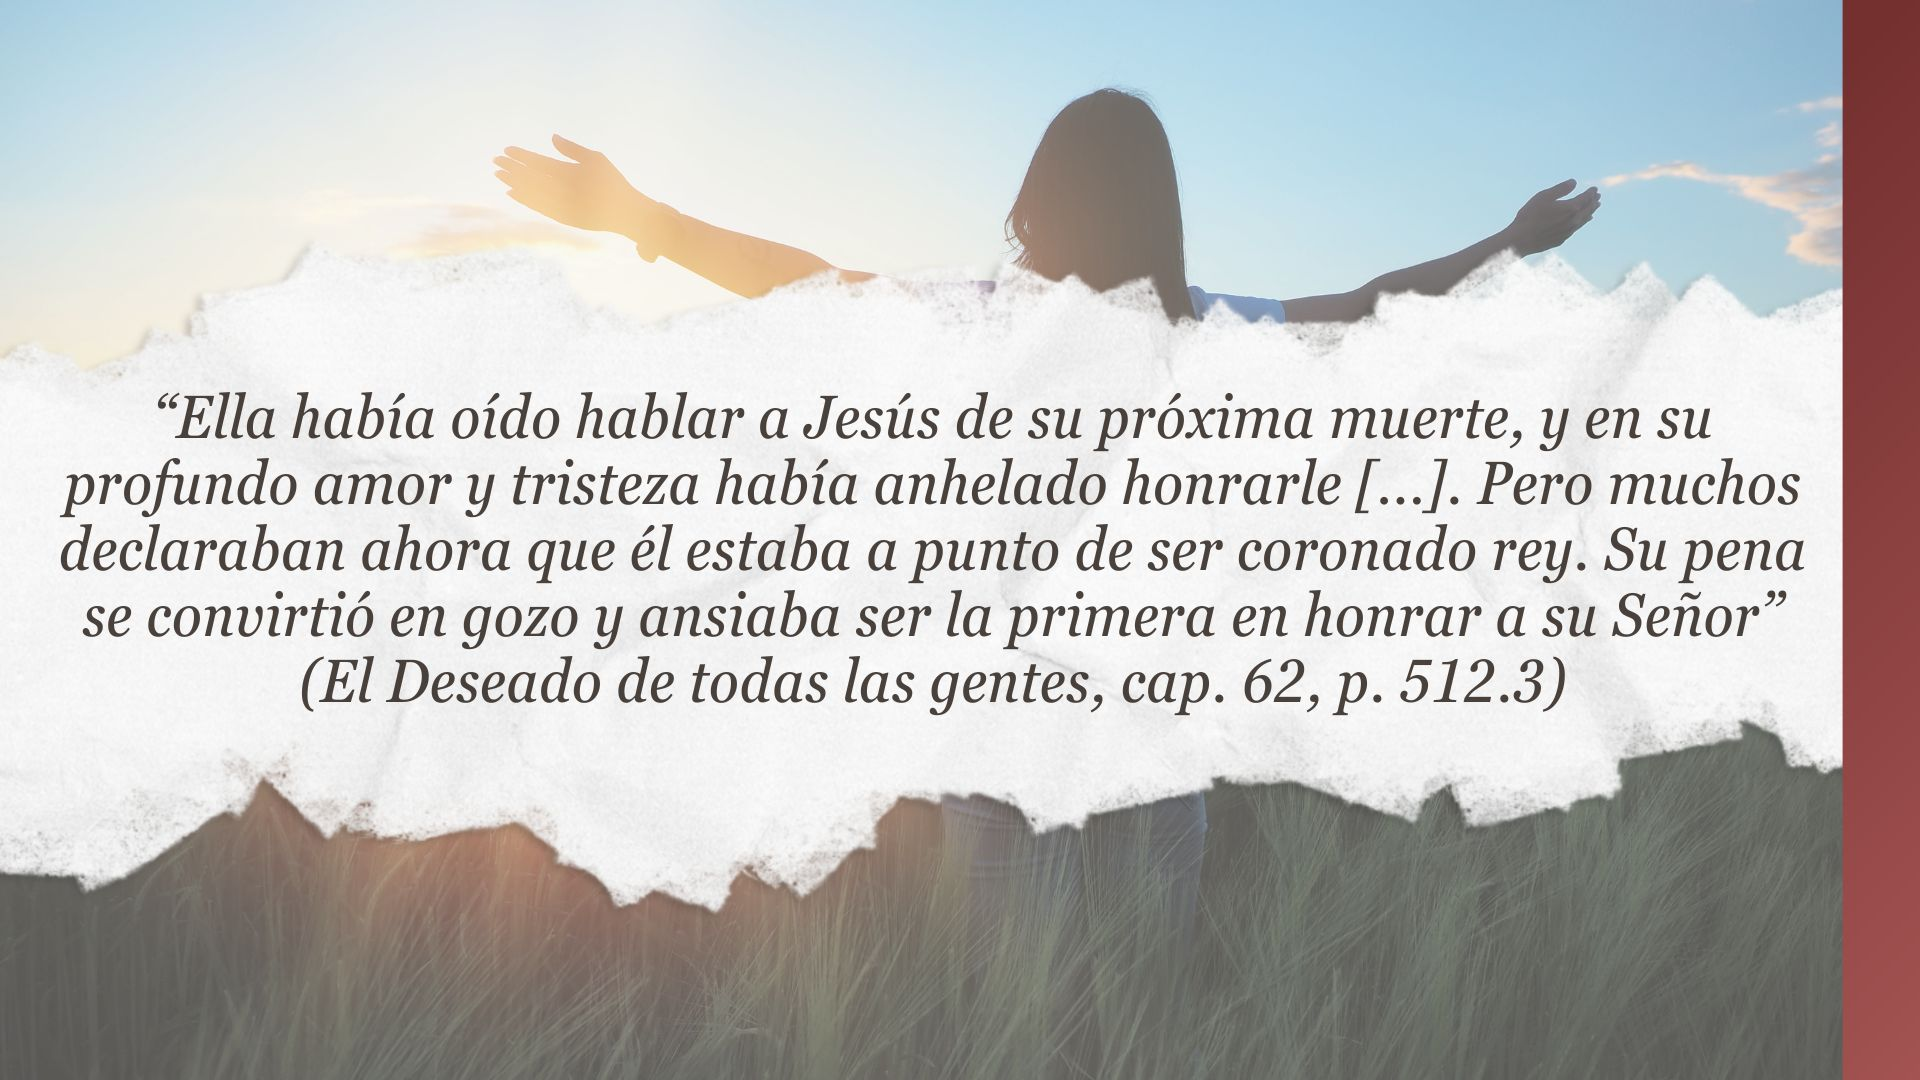 “Ella había oído hablar a Jesús de su próxima muerte, y en su
profundo amor y tristeza había anhelado honrarle [...]. Pero muchos
declaraban ahora que él estaba a punto de ser coronado rey. Su pena
se convirtió en gozo y ansiaba ser la primera en honrar a su Señor”
(El Deseado de todas las gentes, cap. 62, p. 512.3)